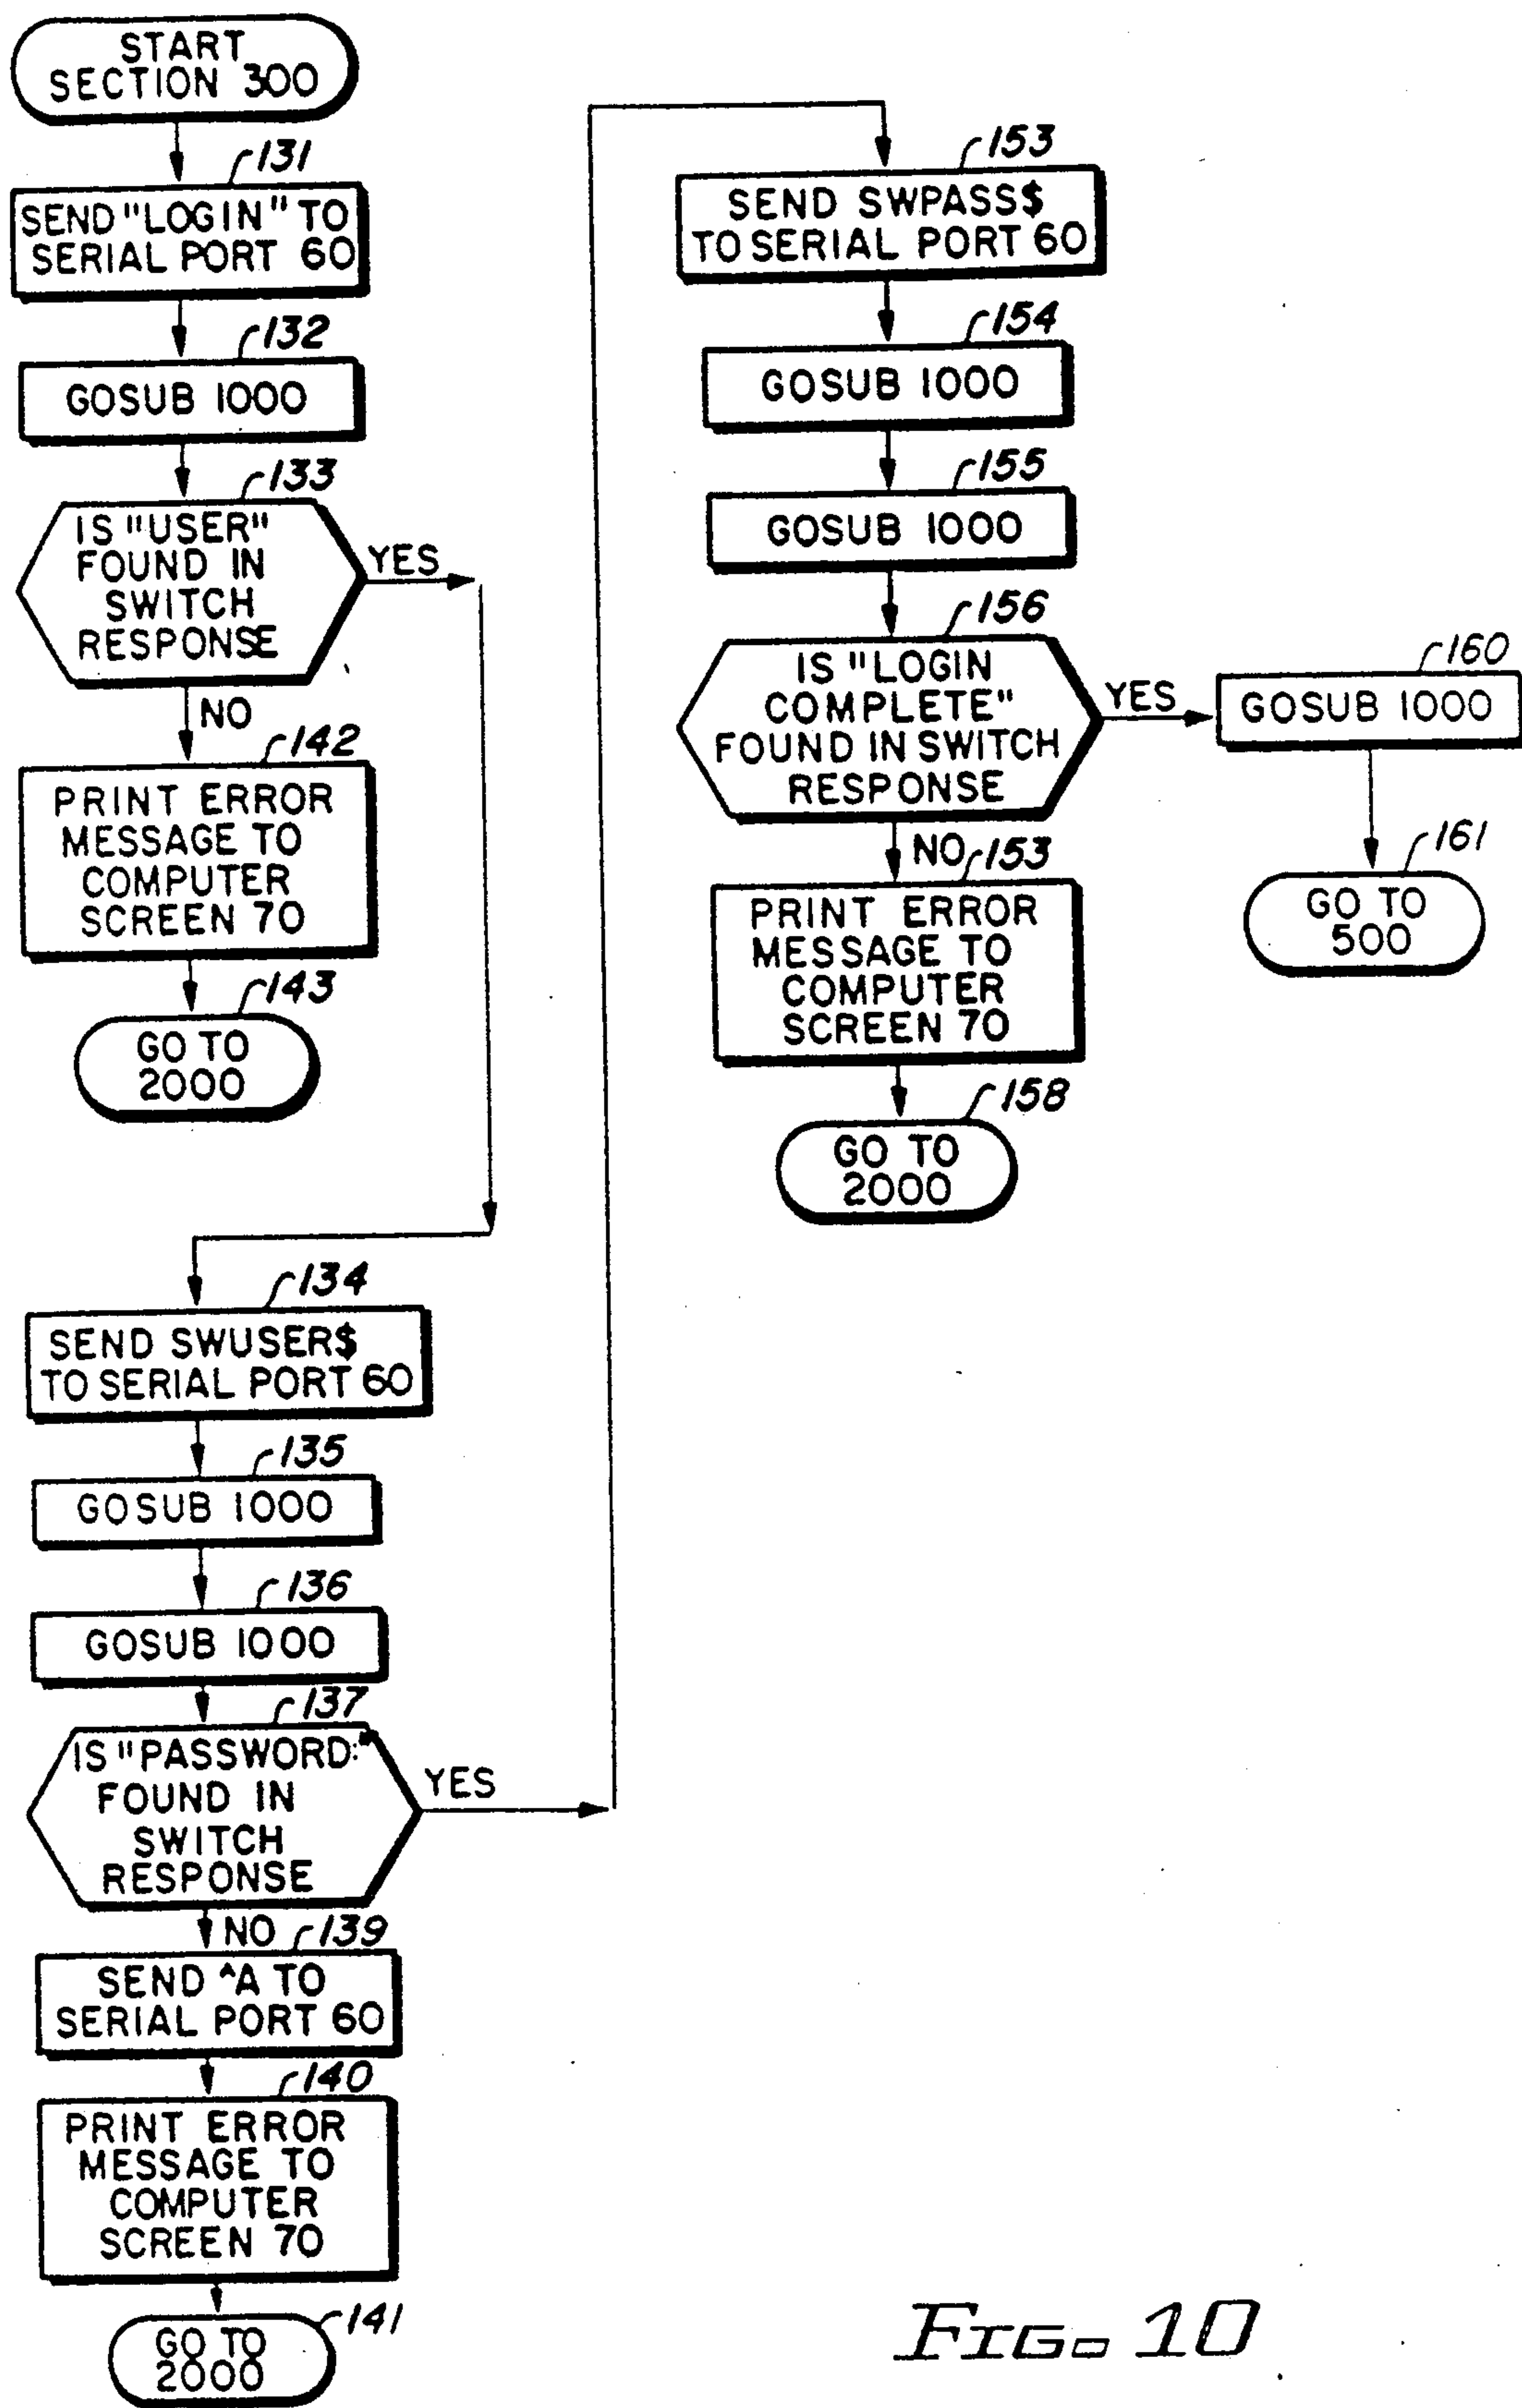 START
SECTION 300
131
SEND "LOGIN" TO
SERIAL PORT 60
132
GOSUB 1000
133
IS "USER"
FOUND IN
SWITCH
RESPONSE
YES
NO
142
PRINT ERROR
MESSAGE TO
COMPUTER
SCREEN 70
143
GO TO
2000
134
SEND SWUSER$
TO SERIAL PORT 60
135
GOSUB 1000
136
GOSUB 1000
137
IS "PASSWORD:"
FOUND IN
SWITCH
RESPONSE
YES
NO
139
SEND ^A TO
SERIAL PORT 60
140
PRINT ERROR
MESSAGE TO
COMPUTER
SCREEN 70
141
GO TO
2000
153
SEND SWPASS$
TO SERIAL PORT 60
154
GOSUB 1000
155
GOSUB 1000
156
IS "LOGIN
COMPLETE"
FOUND IN SWITCH
RESPONSE
YES
160
GOSUB 1000
161
GO TO
500
NO
153
PRINT ERROR
MESSAGE TO
COMPUTER
SCREEN 70
158
GO TO
2000
FIG. 10